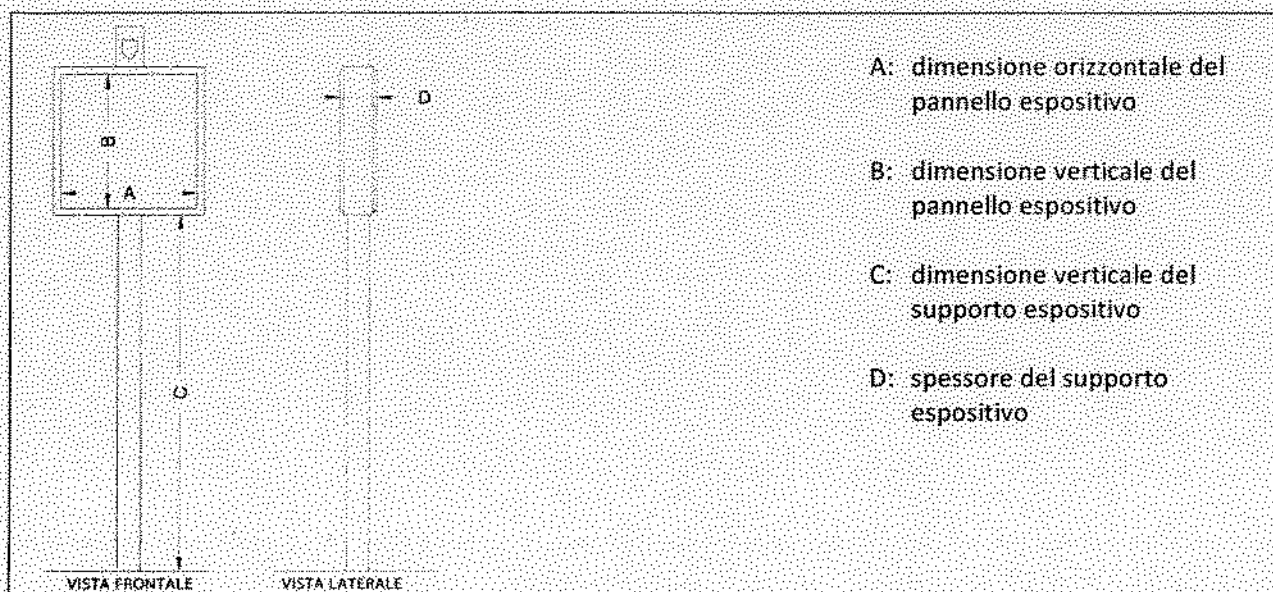 D
B
A
C
VISTA FRONTALE
VISTA LATERALE
A: dimensione orizzontale del
pannello espositivo
B: dimensione verticale del
pannello espositivo
C: dimensione verticale del
supporto espositivo
D: spessore del supporto
espositivo